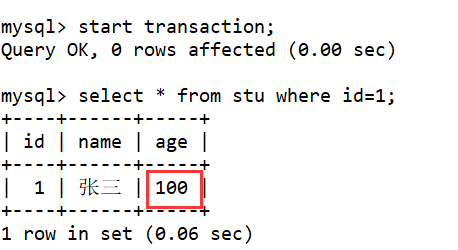 mysql> start transaction;
Query OK, 0 rows affected (0.00 sec)
mysql> select * from stu where id=1;
+----+------+-----+
| id | name | age |
+----+------+-----+
| 1 | 张三 | 100 |
+----+------+-----+
1 row in set (0.06 sec)